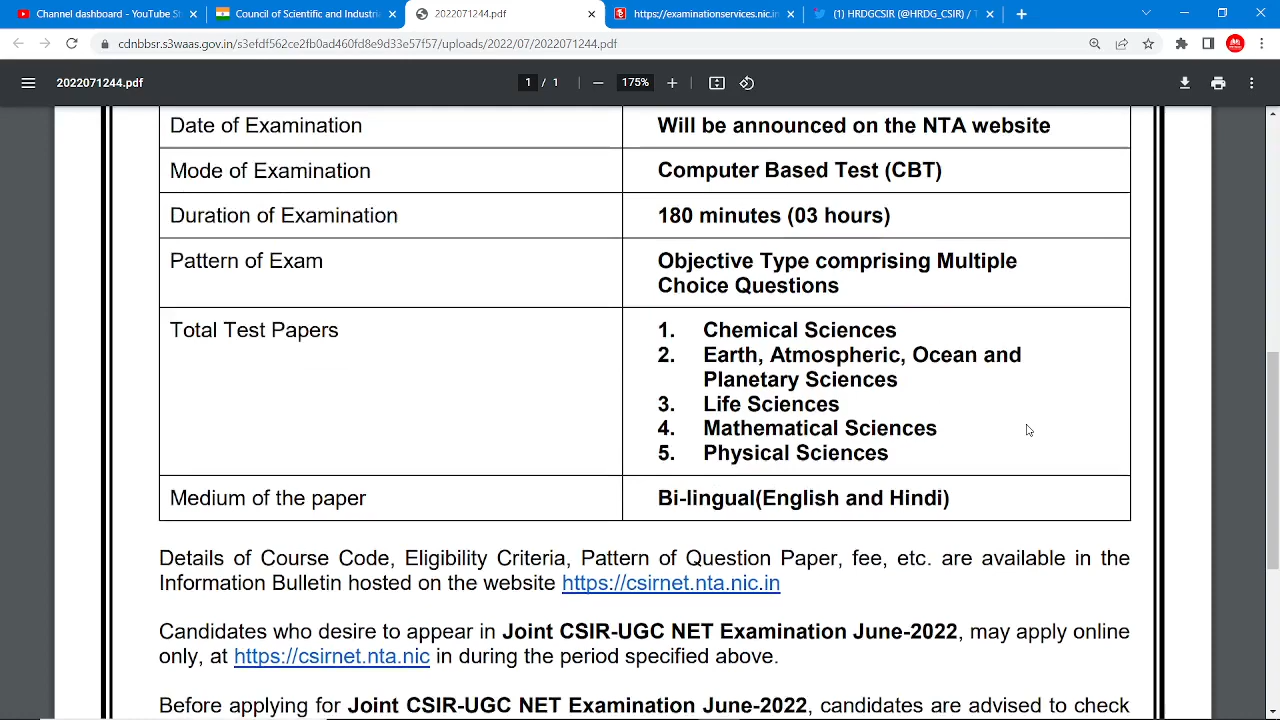 Channel dashboard - YouTube St
Council of Scientific and Industria
2022071244.pdf
https://examinationservices.nic.in
(1) HRDGCSIR (@HRDG_CSIR) / T
cdnbbsr.s3waas.gov.in/s3efdf562ce2fb0ad460fd8e9d33e57f57/uploads/2022/07/2022071244.pdf
2022071244.pdf
1 / 1
175%
Date of Examination
Will be announced on the NTA website
Mode of Examination
Computer Based Test (CBT)
Duration of Examination
180 minutes (03 hours)
Pattern of Exam
Objective Type comprising Multiple
Choice Questions
Total Test Papers
1. Chemical Sciences
2. Earth, Atmospheric, Ocean and
Planetary Sciences
3. Life Sciences
4. Mathematical Sciences
5. Physical Sciences
Medium of the paper
Bi-lingual(English and Hindi)
Details of Course Code, Eligibility Criteria, Pattern of Question Paper, fee, etc. are available in the
Information Bulletin hosted on the website https://csirnet.nta.nic.in
Candidates who desire to appear in Joint CSIR-UGC NET Examination June-2022, may apply online
only, at https://csirnet.nta.nic in during the period specified above.
Before applying for Joint CSIR-UGC NET Examination June-2022, candidates are advised to check